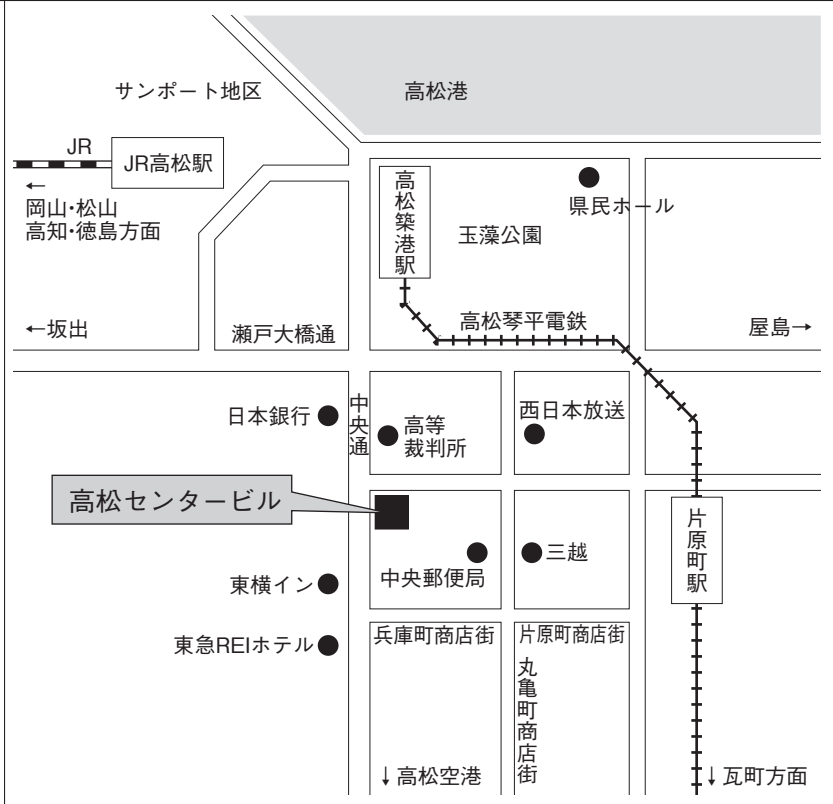 サンポート地区
高松港
JR
JR高松駅
←
岡山・松山
高知・徳島方面
高松築港駅
県民ホール
玉藻公園
←坂出
瀬戸大橋通
高松琴平電鉄
屋島→
日本銀行
中央通
高等
裁判所
西日本放送
高松センタービル
片原町駅
中央郵便局
三越
東横イン
東急REIホテル
兵庫町商店街
片原町商店街
丸亀町商店街
↓高松空港
↓瓦町方面